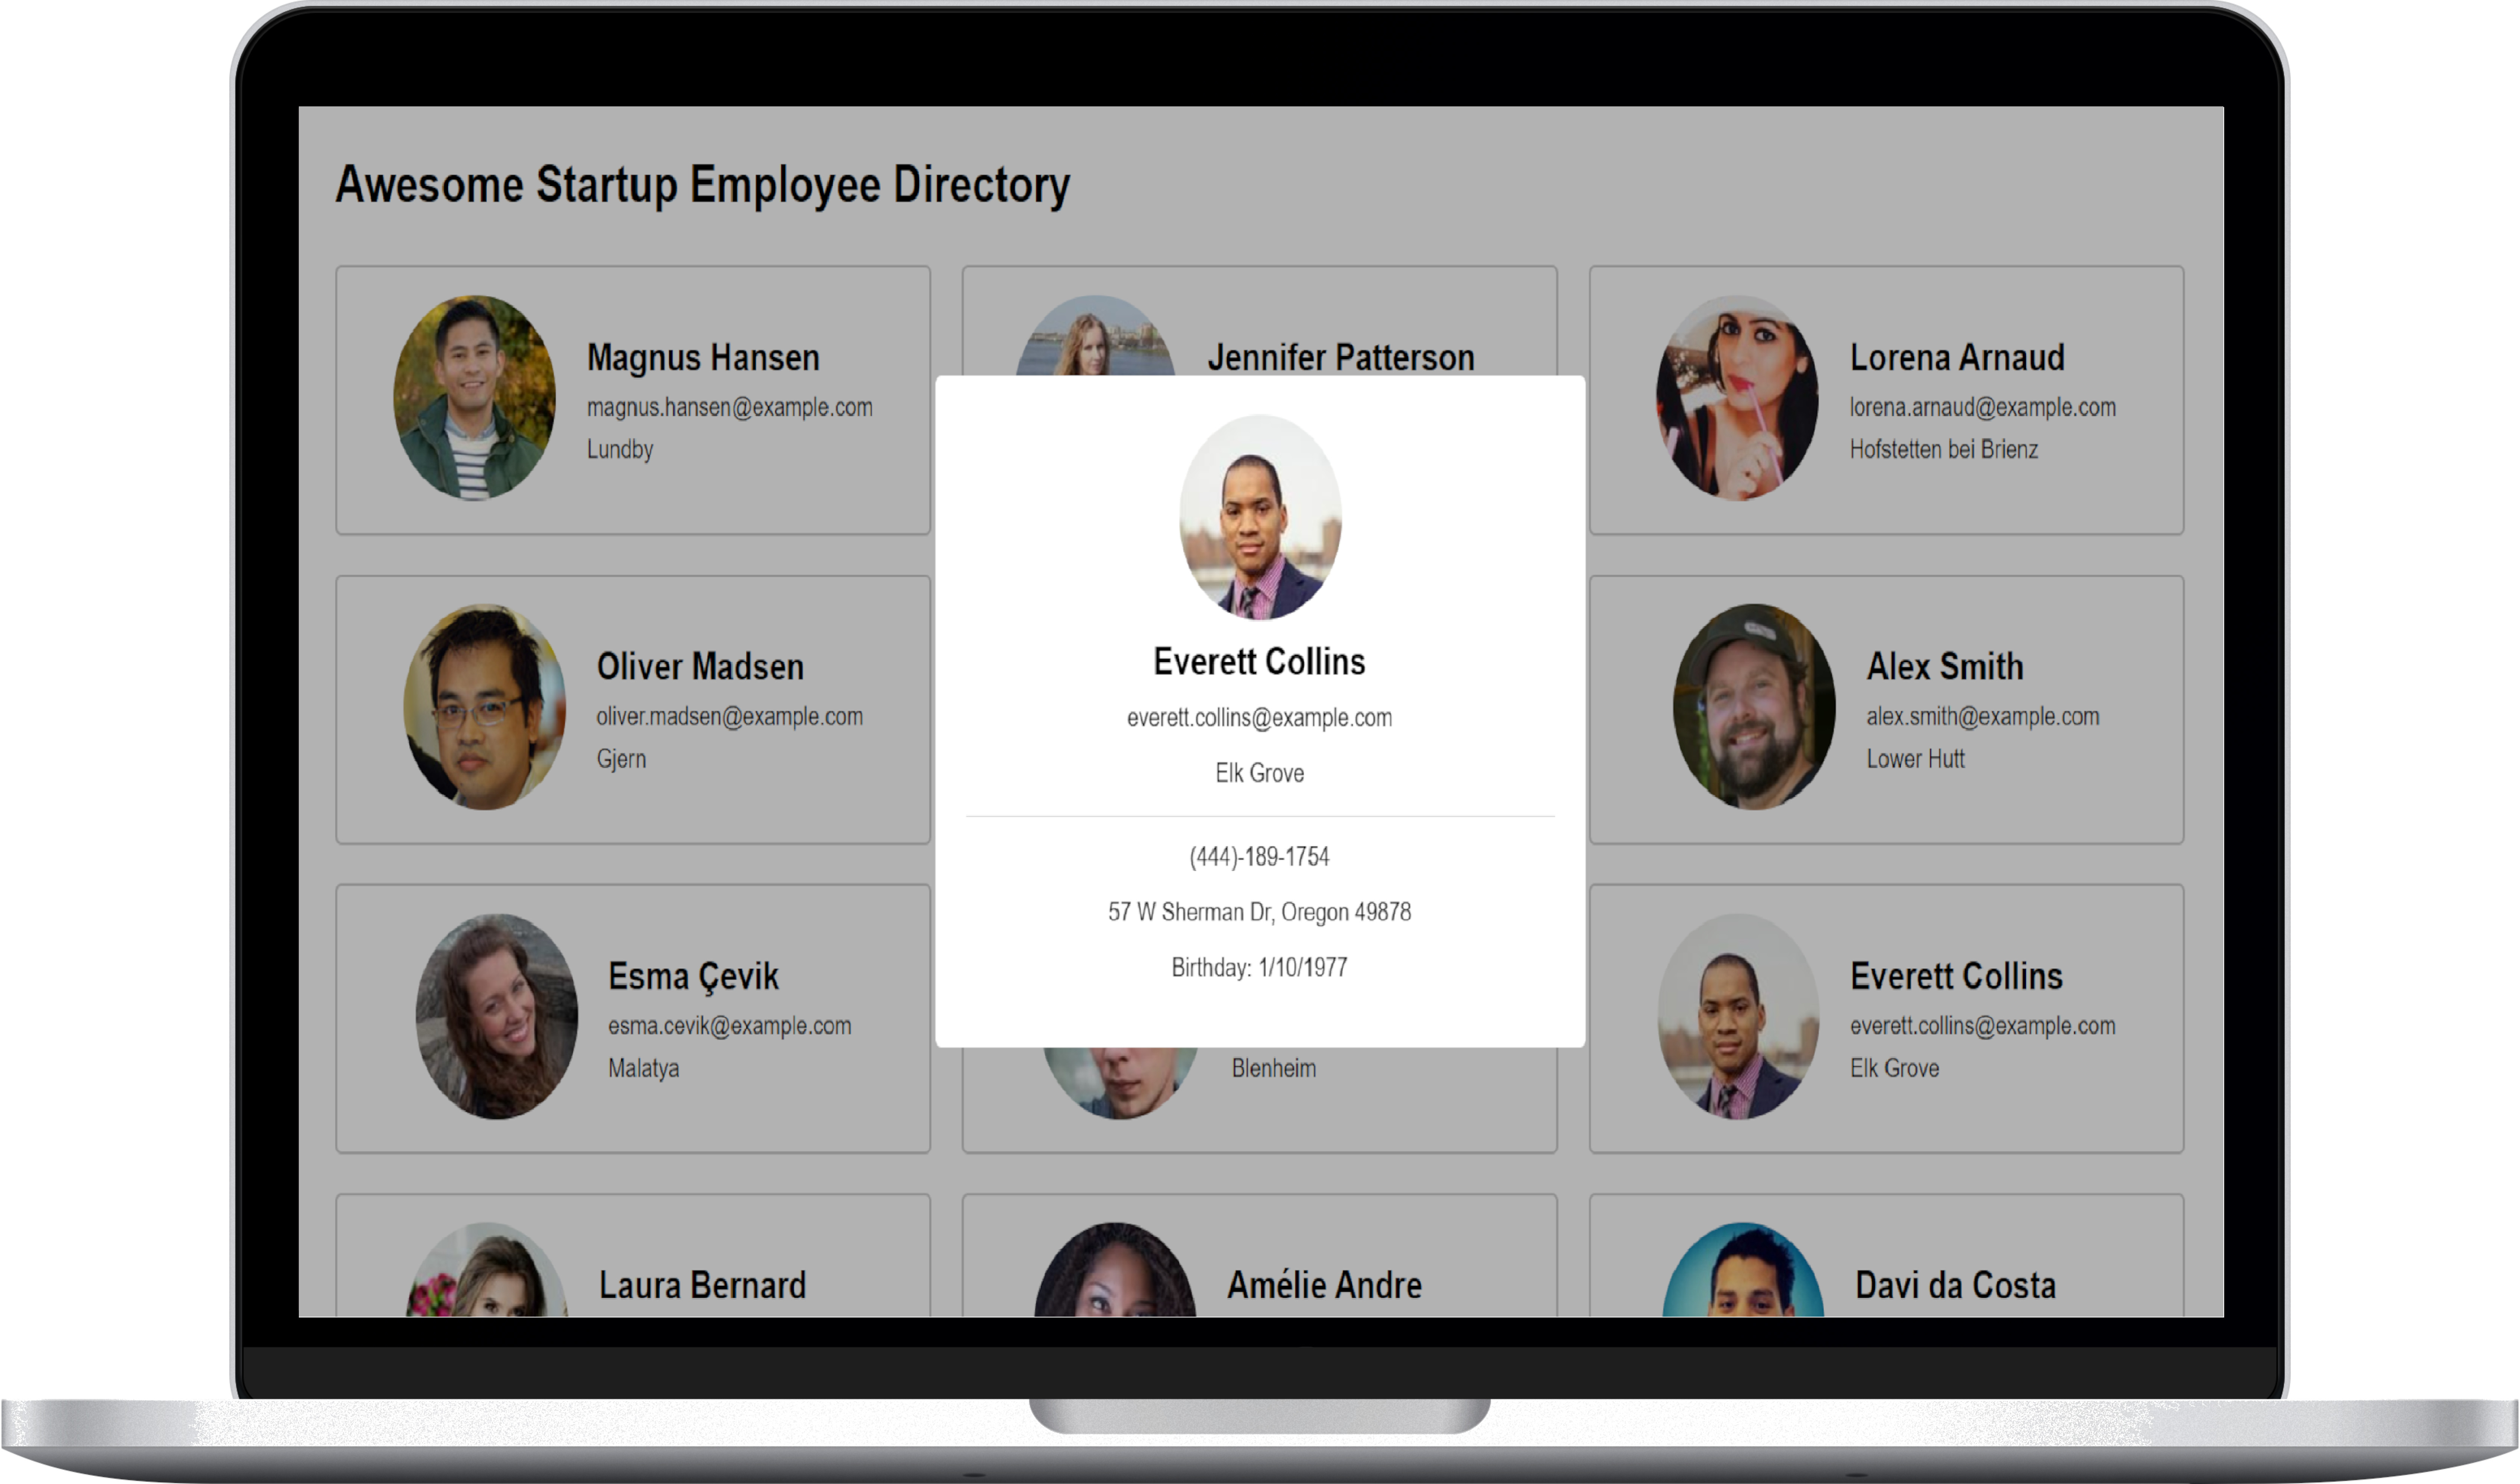 Awesome Startup Employee Directory
Magnus Hansen
magnus.hansen@example.com
Lundby
Jennifer Patterson
Lorena Arnaud
lorena.arnaud@example.com
Hofstetten bei Brienz
Everett Collins
everett.collins@example.com
Elk Grove
(444)-189-1754
57 W Sherman Dr, Oregon 49878
Birthday: 1/10/1977
Oliver Madsen
oliver.madsen@example.com
Gjern
Alex Smith
alex.smith@example.com
Lower Hutt
Esma Çevik
esma.cevik@example.com
Malatya
Blenheim
Everett Collins
everett.collins@example.com
Elk Grove
Laura Bernard
Amélie Andre
Davi da Costa